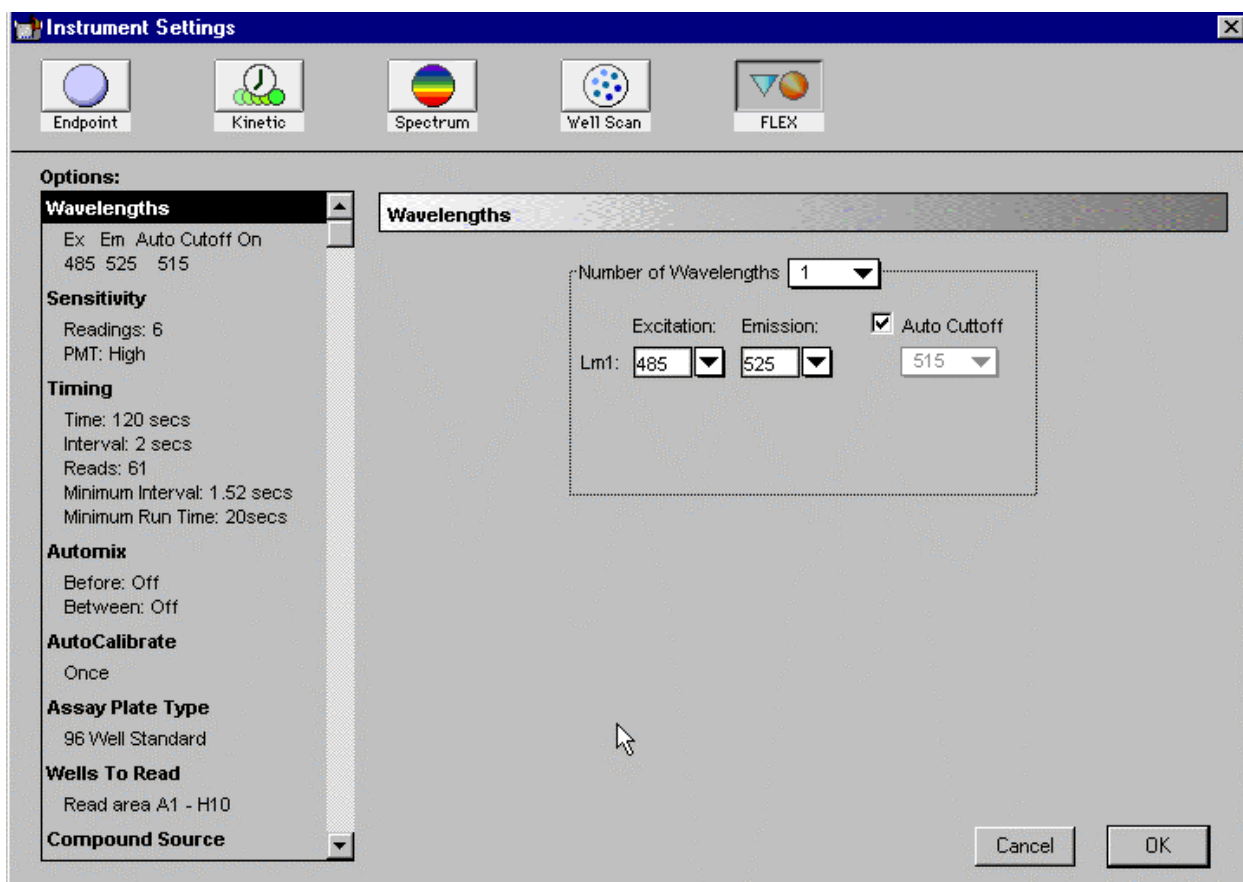 Instrument Settings
Endpoint Kinetic Spectrum Well Scan FLEX
Options:
Wavelengths
Ex Em Auto Cutoff On
485 525 515
Sensitivity
Readings: 6
PMT: High
Timing
Time: 120 secs
Interval: 2 secs
Reads: 61
Minimum Interval: 1.52 secs
Minimum Run Time: 20secs
Automix
Before: Off
Between: Off
AutoCalibrate
Once
Assay Plate Type
96 Well Standard
Wells To Read
Read area A1 - H10
Compound Source
Wavelengths
Number of Wavelengths 1
Excitation: Emission: Auto Cuttoff
Lm1: 485 525 515
Cancel OK